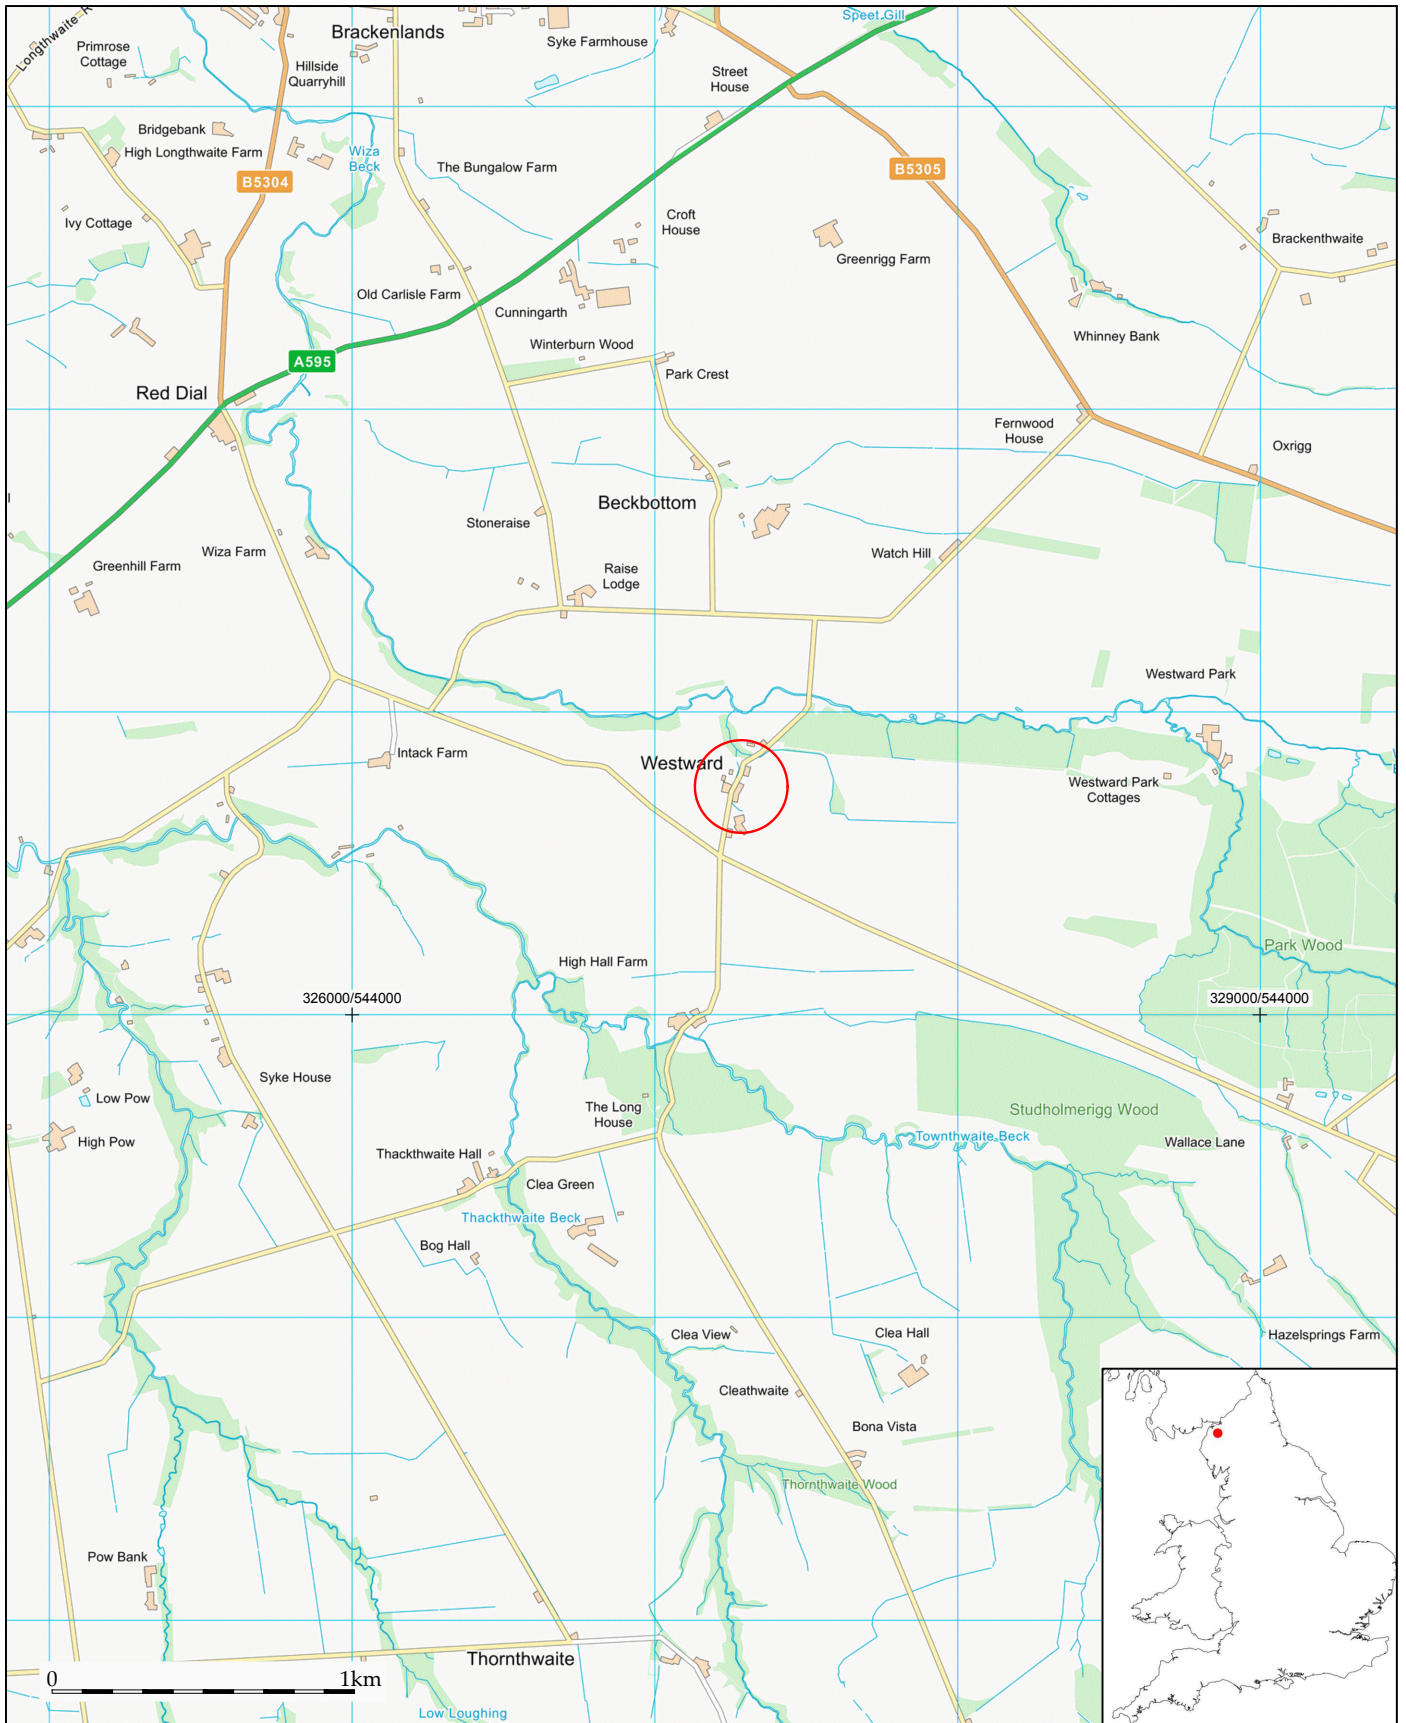 Speet Gill
Longthwaite R
Brackenlands
Primrose
Cottage
Syke Farmhouse
Hillside
Quarryhill
Street
House
Bridgebank
High Longthwaite Farm
Wiza
Beck
The Bungalow Farm
B5304
B5305
Ivy Cottage
Croft
House
Brackenthwaite
Greenrigg Farm
Old Carlisle Farm
Cunningarth
Whinney Bank
Winterburn Wood
A595
Park Crest
Red Dial
Fernwood
House
Oxrigg
Beckbottom
Stoneraise
Wiza Farm
Watch Hill
Greenhill Farm
Raise
Lodge
Westward Park
Intack Farm
Westward
Westward Park
Cottages
Park Wood
High Hall Farm
326000/544000
329000/544000
Syke House
Low Pow
The Long
House
Studholmerigg Wood
High Pow
Townthwaite Beck
Wallace Lane
Thackthwaite Hall
Clea Green
Thackthwaite Beck
Bog Hall
Clea View
Clea Hall
Hazelsprings Farm
Cleathwaite
Bona Vista
Thornthwaite Wood
Pow Bank
Thornthwaite
0 1km
Low Loughing